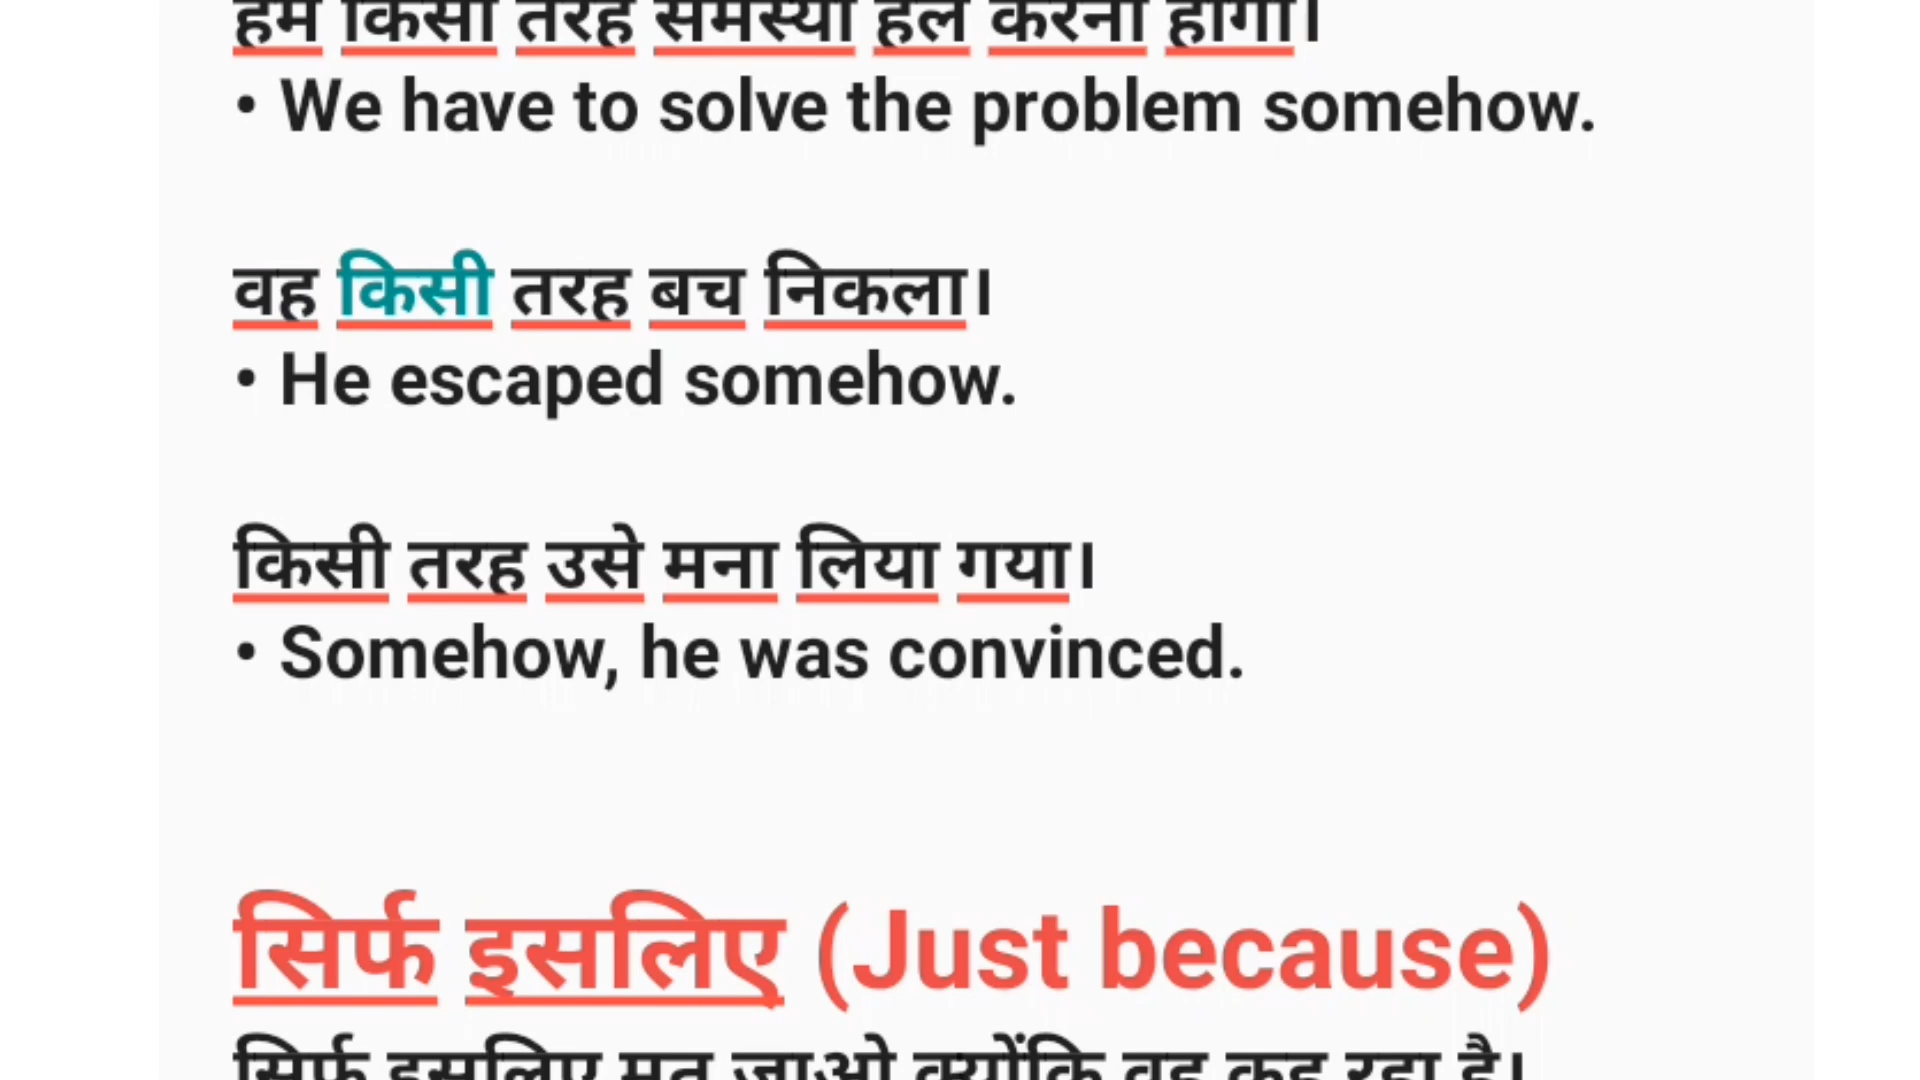 हमें किसी तरह समस्या हल करनी होगी।
• We have to solve the problem somehow.
वह किसी तरह बच निकला।
• He escaped somehow.
किसी तरह उसे मना लिया गया।
• Somehow, he was convinced.
सिर्फ इसलिए (Just because)
सिर्फ इसलिए मत जाओ क्योंकि वह कह रहा है।